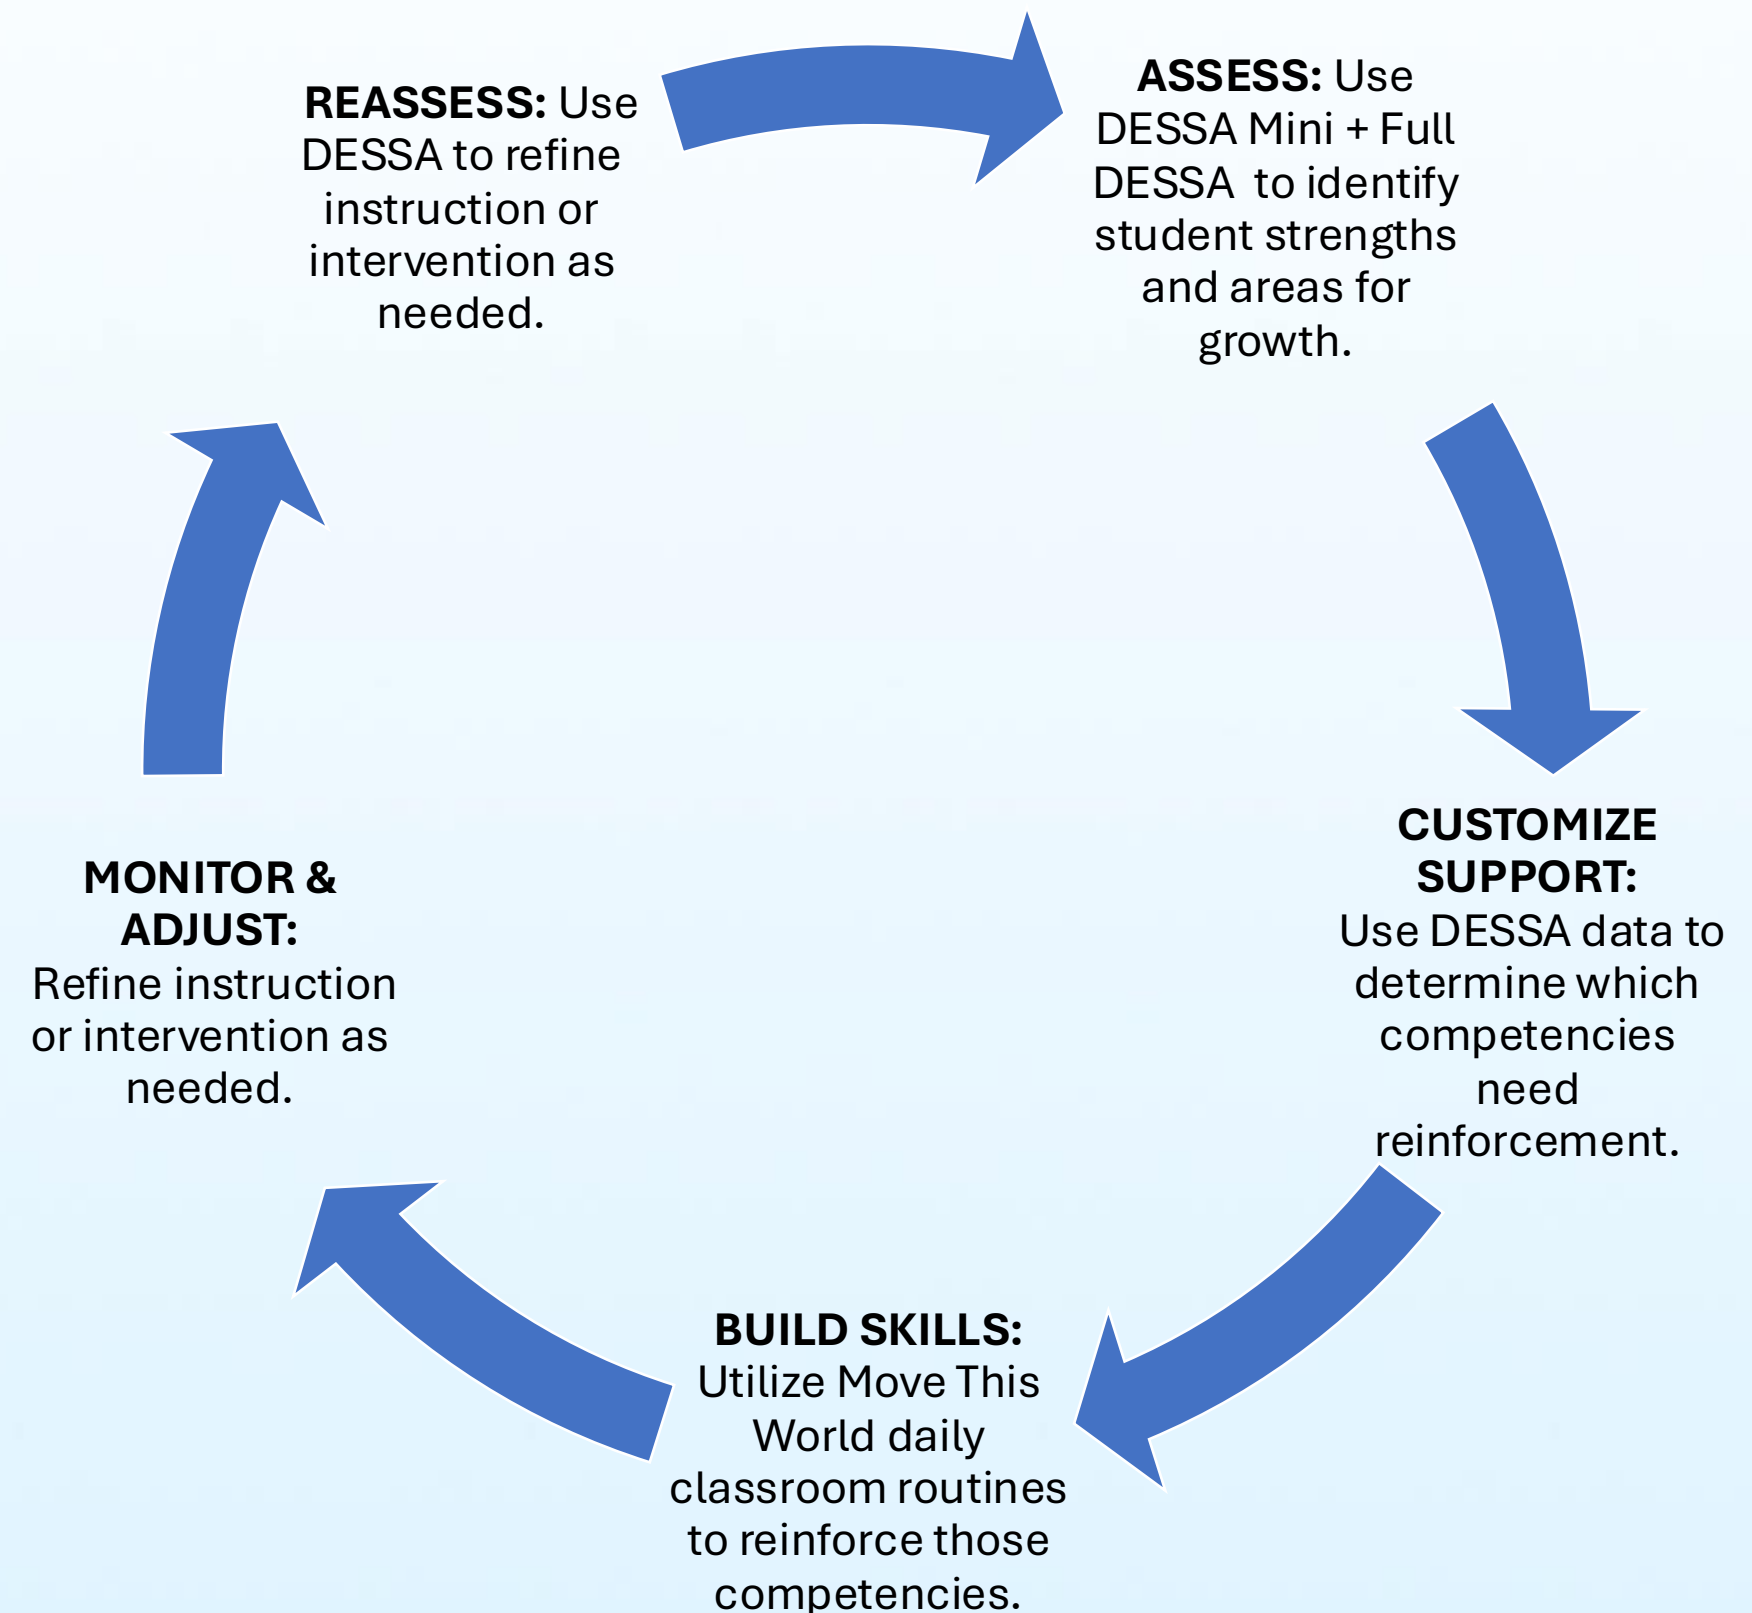 REASSESS: Use
DESSA to refine
instruction or
intervention as
needed.
ASSESS: Use
DESSA Mini + Full
DESSA  to identify
student strengths
and areas for
growth.
CUSTOMIZE
SUPPORT:
Use DESSA data to
determine which
competencies
need
reinforcement.
BUILD SKILLS:
Utilize Move This
World daily
classroom routines
to reinforce those
competencies.
MONITOR &
ADJUST:
Refine instruction
or intervention as
needed.